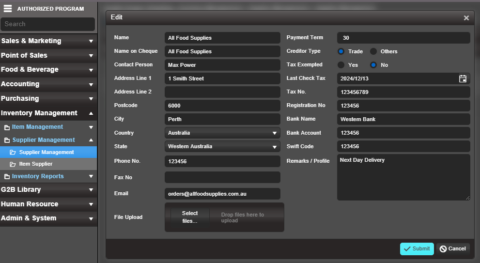 AUTHORIZED PROGRAM
Search
Sales & Marketing
Point of Sales
Food & Beverage
Accounting
Purchasing
Inventory Management
Item Management
Supplier Management
Supplier Management
Item Supplier
Inventory Reports
G2B Library
Human Resource
Admin & System
Edit
Name All Food Supplies
Name on Cheque All Food Supplies
Contact Person Max Power
Address Line 1 1 Smith Street
Address Line 2
Postcode 6000
City Perth
Country Australia
State Western Australia
Phone No. 123456
Fax No
Email orders@allfoodsupplies.com.au
File Upload Select files... Drop files here to upload
Payment Term 30
Creditor Type Trade Others
Tax Exempted Yes No
Last Check Tax 2024/12/13
Tax No. 123456789
Registration No 123456
Bank Name Western Bank
Bank Account 123456
Swift Code 123456
Remarks / Profile Next Day Delivery
Submit Cancel